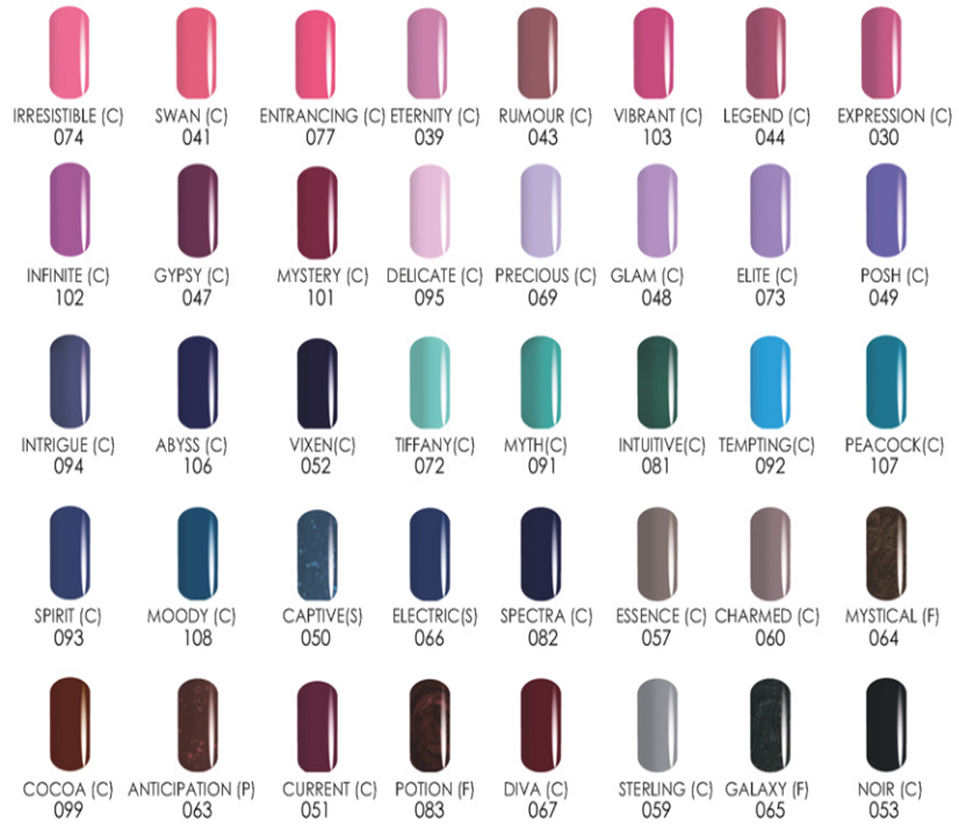 IRRESISTIBLE (C) SWAN (C) ENTRANCING (C) ETERNITY (C) RUMOUR (C) VIBRANT (C) LEGEND (C) EXPRESSION (C)
074 041 077 039 043 103 044 030
INFINITE (C) GYPSY (C) MYSTERY (C) DELICATE (C) PRECIOUS (C) GLAM (C) ELITE (C) POSH (C)
102 047 101 095 069 048 073 049
INTRIGUE (C) ABYSS (C) VIXEN(C) TIFFANY(C) MYTH(C) INTUITIVE(C) TEMPTING(C) PEACOCK(C)
094 106 052 072 091 081 092 107
SPIRIT (C) MOODY (C) CAPTIVE(S) ELECTRIC(S) SPECTRA (C) ESSENCE (C) CHARMED (C) MYSTICAL (F)
093 108 050 066 082 057 060 064
COCOA (C) ANTICIPATION (P) CURRENT (C) POTION (F) DIVA (C) STERLING (C) GALAXY (F) NOIR (C)
099 063 051 083 067 059 065 053